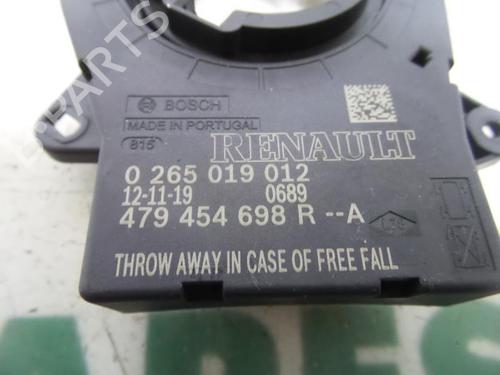 BOSCH
MADE IN PORTUGAL
815
RENAULT
0 265 019 012
12-11-19 0689
479 454 698 R --A
THROW AWAY IN CASE OF FREE FALL